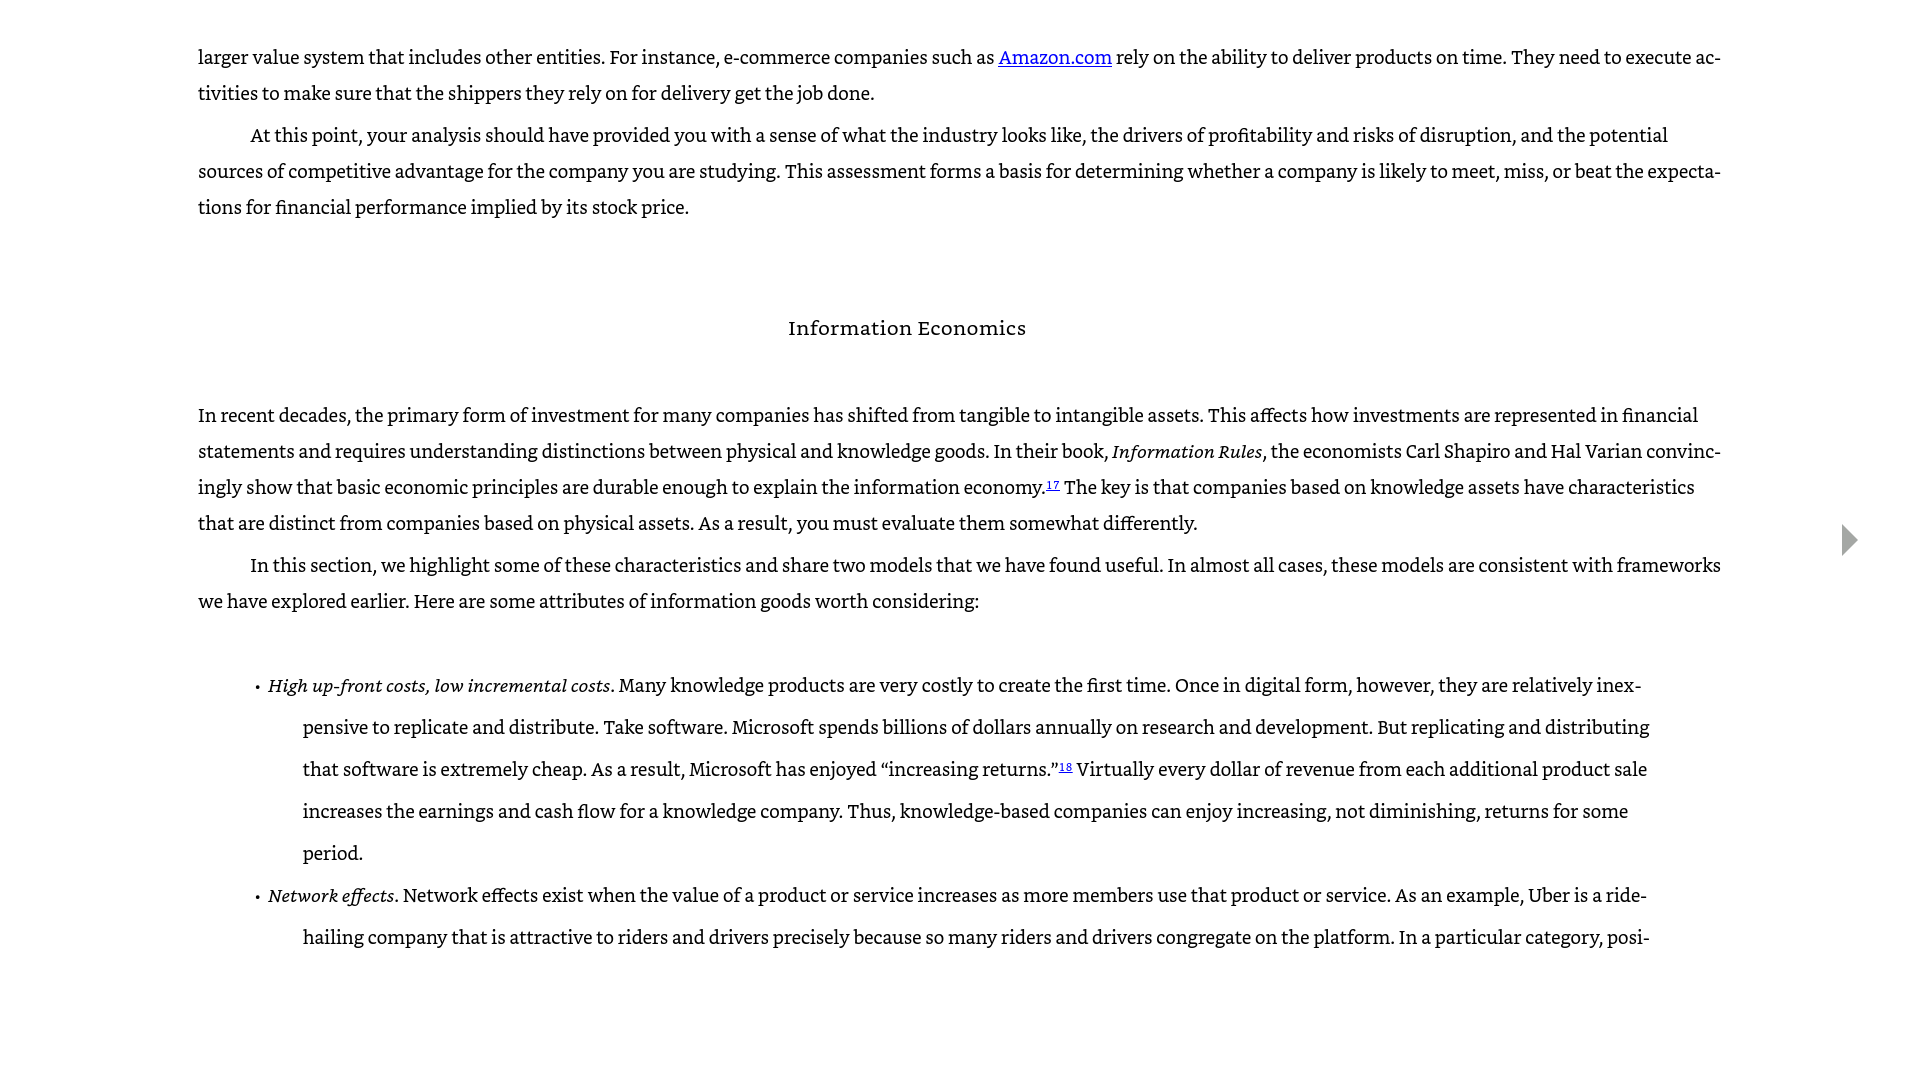 larger value system that includes other entities. For instance, e-commerce companies such as Amazon.com rely on the ability to deliver products on time. They need to execute ac-
tivities to make sure that the shippers they rely on for delivery get the job done.
At this point, your analysis should have provided you with a sense of what the industry looks like, the drivers of profitability and risks of disruption, and the potential
sources of competitive advantage for the company you are studying. This assessment forms a basis for determining whether a company is likely to meet, miss, or beat the expecta-
tions for financial performance implied by its stock price.
Information Economics
In recent decades, the primary form of investment for many companies has shifted from tangible to intangible assets. This affects how investments are represented in financial
statements and requires understanding distinctions between physical and knowledge goods. In their book, Information Rules, the economists Carl Shapiro and Hal Varian convinc-
ingly show that basic economic principles are durable enough to explain the information economy.17 The key is that companies based on knowledge assets have characteristics
that are distinct from companies based on physical assets. As a result, you must evaluate them somewhat differently.
In this section, we highlight some of these characteristics and share two models that we have found useful. In almost all cases, these models are consistent with frameworks
we have explored earlier. Here are some attributes of information goods worth considering:
• High up-front costs, low incremental costs. Many knowledge products are very costly to create the first time. Once in digital form, however, they are relatively inex-
pensive to replicate and distribute. Take software. Microsoft spends billions of dollars annually on research and development. But replicating and distributing
that software is extremely cheap. As a result, Microsoft has enjoyed “increasing returns.”18 Virtually every dollar of revenue from each additional product sale
increases the earnings and cash flow for a knowledge company. Thus, knowledge-based companies can enjoy increasing, not diminishing, returns for some
period.
• Network effects. Network effects exist when the value of a product or service increases as more members use that product or service. As an example, Uber is a ride-
hailing company that is attractive to riders and drivers precisely because so many riders and drivers congregate on the platform. In a particular category, posi-